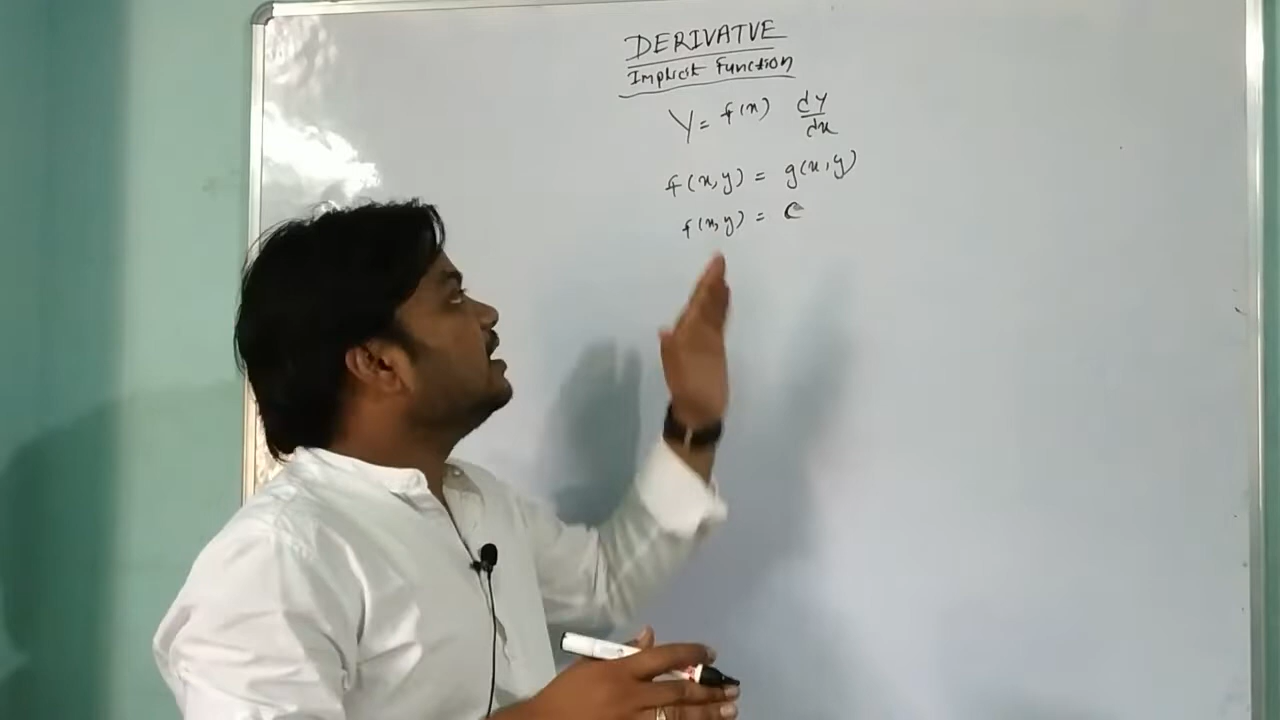 DERIVATVE
Implicit Function
Y = f(x) dy/dx
f(x,y) = g(x,y)
f(x,y) = C